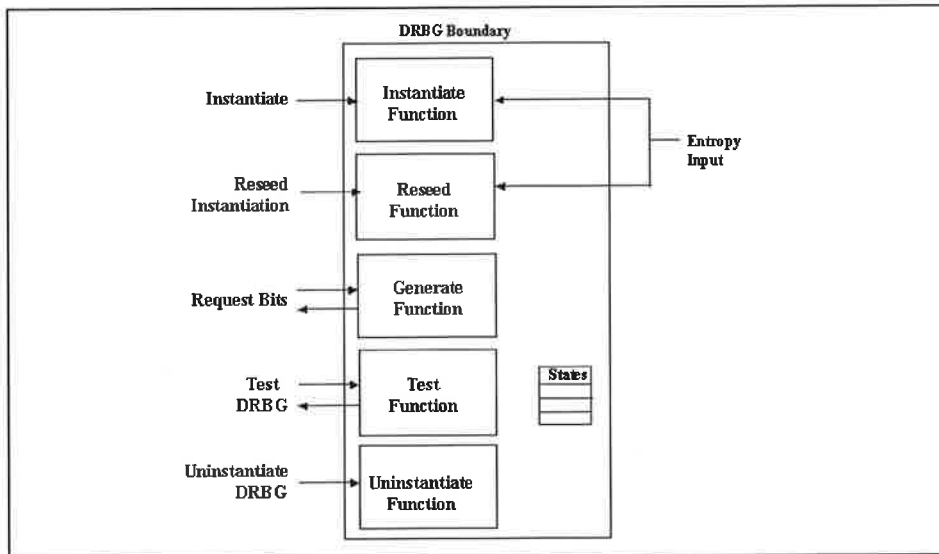 DRBG Boundary
Instantiate
Instantiate
Function
Entropy
Input
Reseed
Instantiation
Reseed
Function
Request Bits
Generate
Function
Test
DRBG
Test
Function
States
Uninstantiate
DRBG
Uninstantiate
Function